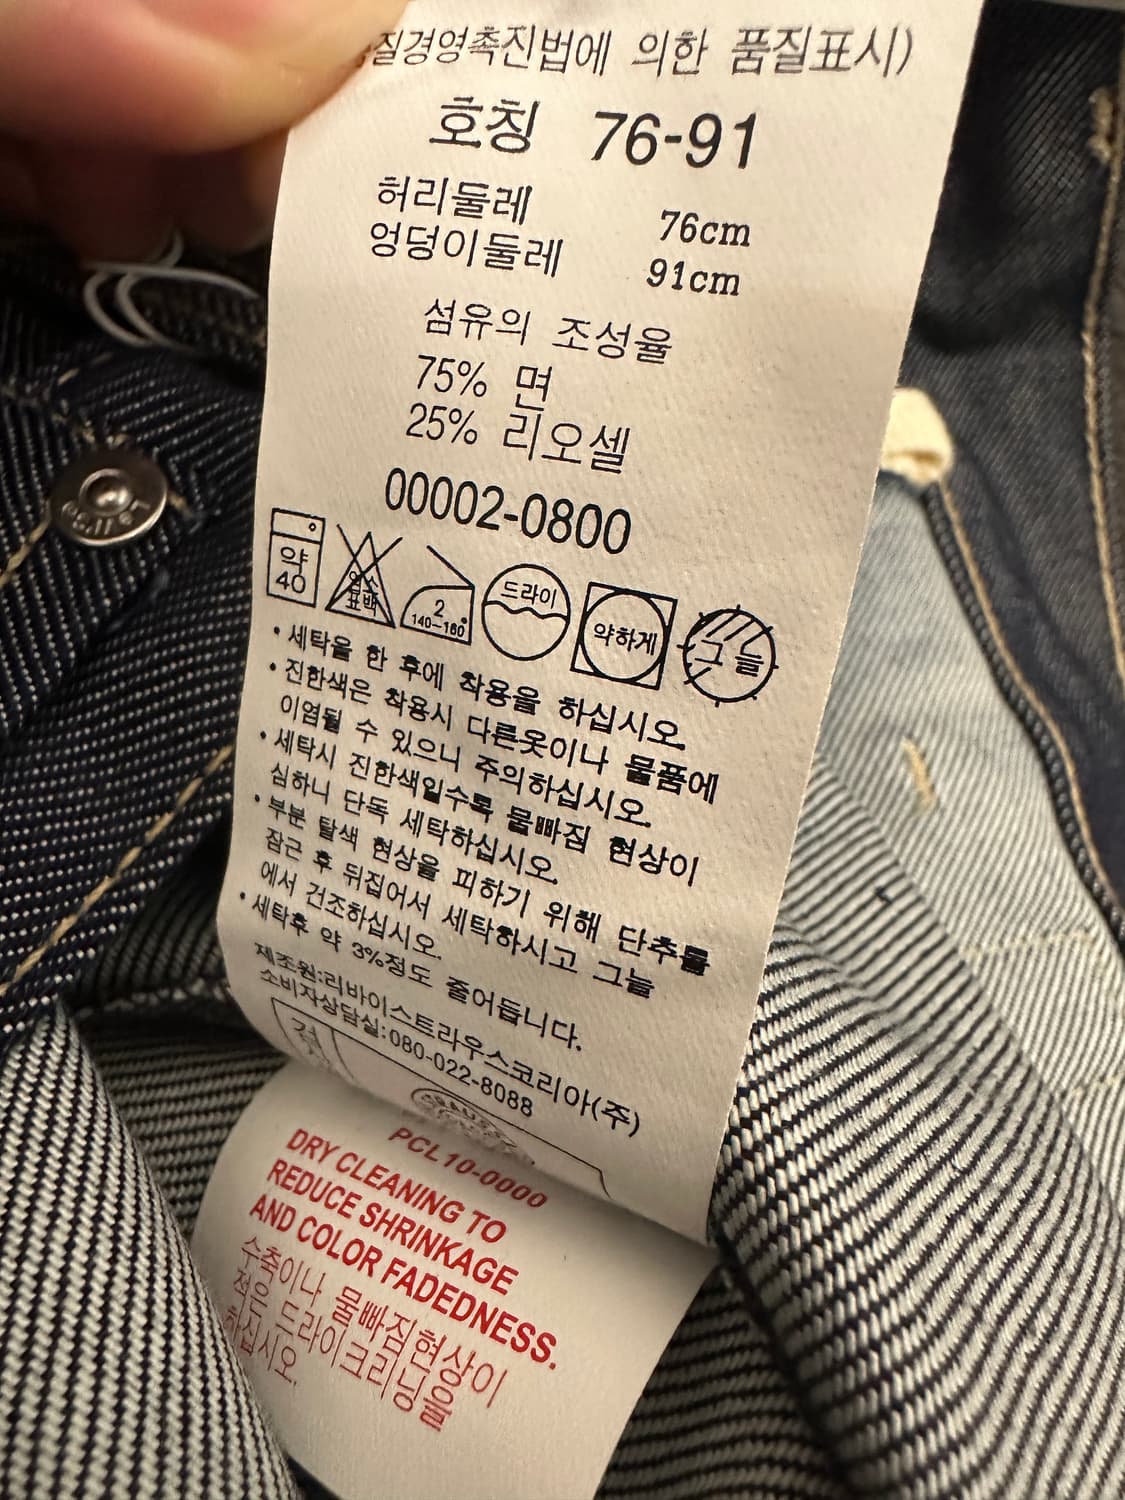 질경영촉진법에 의한 품질표시)
호칭 76-91
허리둘레 76cm
엉덩이둘레 91cm
섬유의 조성율
75% 면
25% 리오셀
00002-0800
약 40
염소 표백
2 140-160°
드라이
약하게
그늘
• 세탁을 한 후에 착용을 하십시오.
• 진한색은 착용시 다른옷이나 물품에
이염될 수 있으니 주의하십시오.
• 세탁시 진한색일수록 물빠짐 현상이
심하니 단독 세탁하십시오.
• 부분 탈색 현상을 피하기 위해 단추를
잠근 후 뒤집어서 세탁하시고 그늘
에서 건조하십시오.
• 세탁후 약 3%정도 줄어듭니다.
제조원:리바이스트라우스코리아(주)
소비자상담실:080-022-8088
PCL10-0000
DRY CLEANING TO
REDUCE SHRINKAGE
AND COLOR FADEDNESS.
수축이나 물빠짐현상이
적은 드라이크리닝을
하십시오.